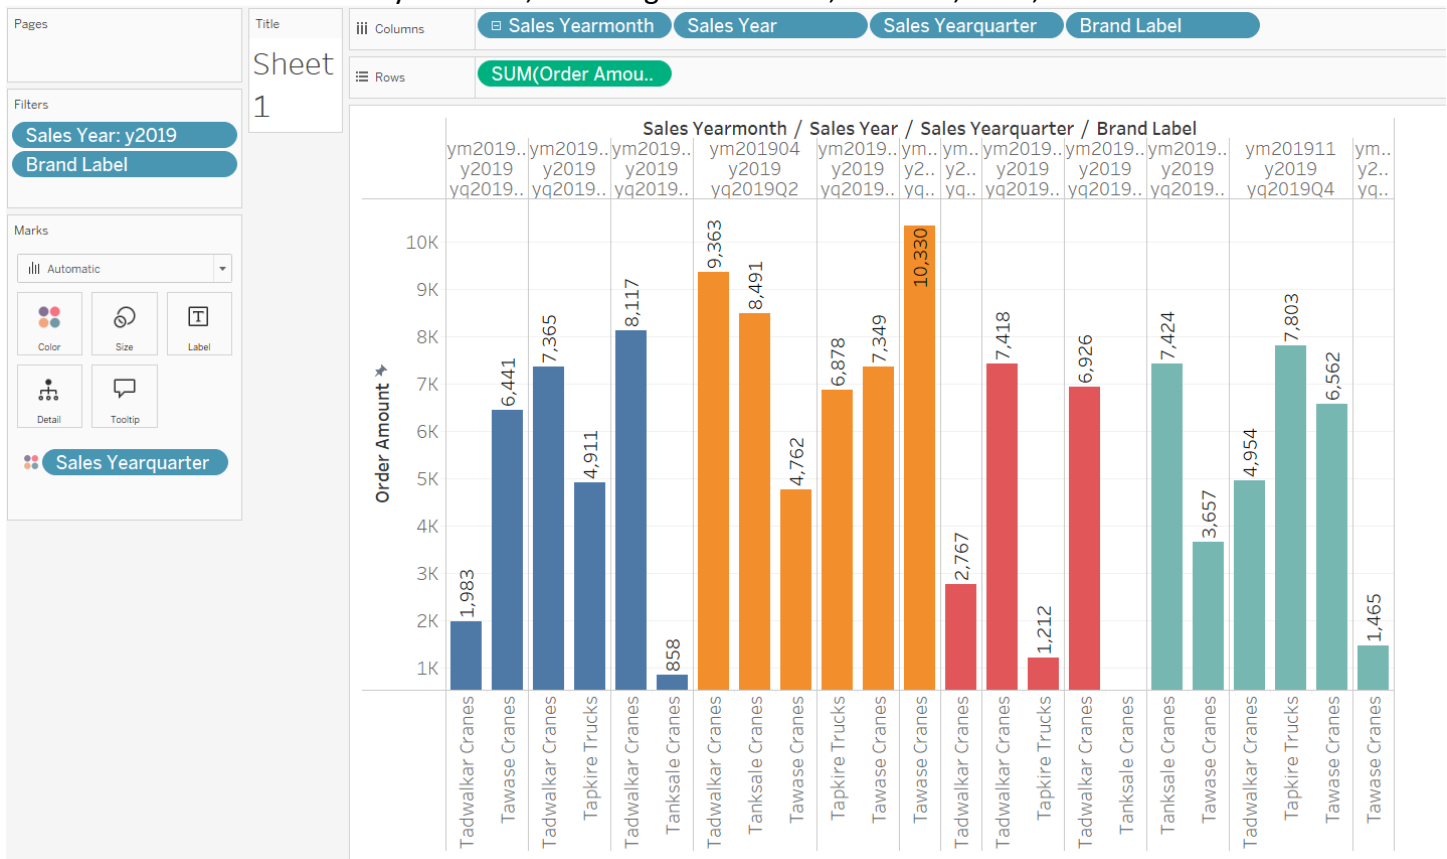 Pages
Filters
Sales Year: y2019
Brand Label
Marks
Automatic
Color
Size
Label
Detail
Tooltip
Sales Yearquarter
Title
Sheet
1
Columns
Sales Yearmonth
Sales Year
Sales Yearquarter
Brand Label
Rows
SUM(Order Amou..
Sales Yearmonth / Sales Year / Sales Yearquarter / Brand Label
ym2019.. ym2019.. ym2019.. ym201904 ym2019.. ym.. ym.. ym2019.. ym2019.. ym2019.. ym201911 ym..
y2019 y2019 y2019 y2019 y2019 y2.. y2.. y2019 y2019 y2019 y2019 y2..
yq2019.. yq2019.. yq2019.. yq2019Q2 yq2019.. yq.. yq.. yq2019.. yq2019.. yq2019.. yq2019Q4 yq..
Order Amount
10K
9K
8K
7K
6K
5K
4K
3K
2K
1K
1,983
6,441
7,365
4,911
8,117
858
9,363
8,491
4,762
6,878
7,349
10,330
2,767
7,418
1,212
6,926
7,424
3,657
4,954
7,803
6,562
1,465
Tadwalkar Cranes
Tawase Cranes
Tadwalkar Cranes
Tapkire Trucks
Tadwalkar Cranes
Tanksale Cranes
Tadwalkar Cranes
Tanksale Cranes
Tawase Cranes
Tapkire Trucks
Tawase Cranes
Tawase Cranes
Tadwalkar Cranes
Tadwalkar Cranes
Tapkire Trucks
Tadwalkar Cranes
Tanksale Cranes
Tanksale Cranes
Tawase Cranes
Tadwalkar Cranes
Tapkire Trucks
Tawase Cranes
Tawase Cranes